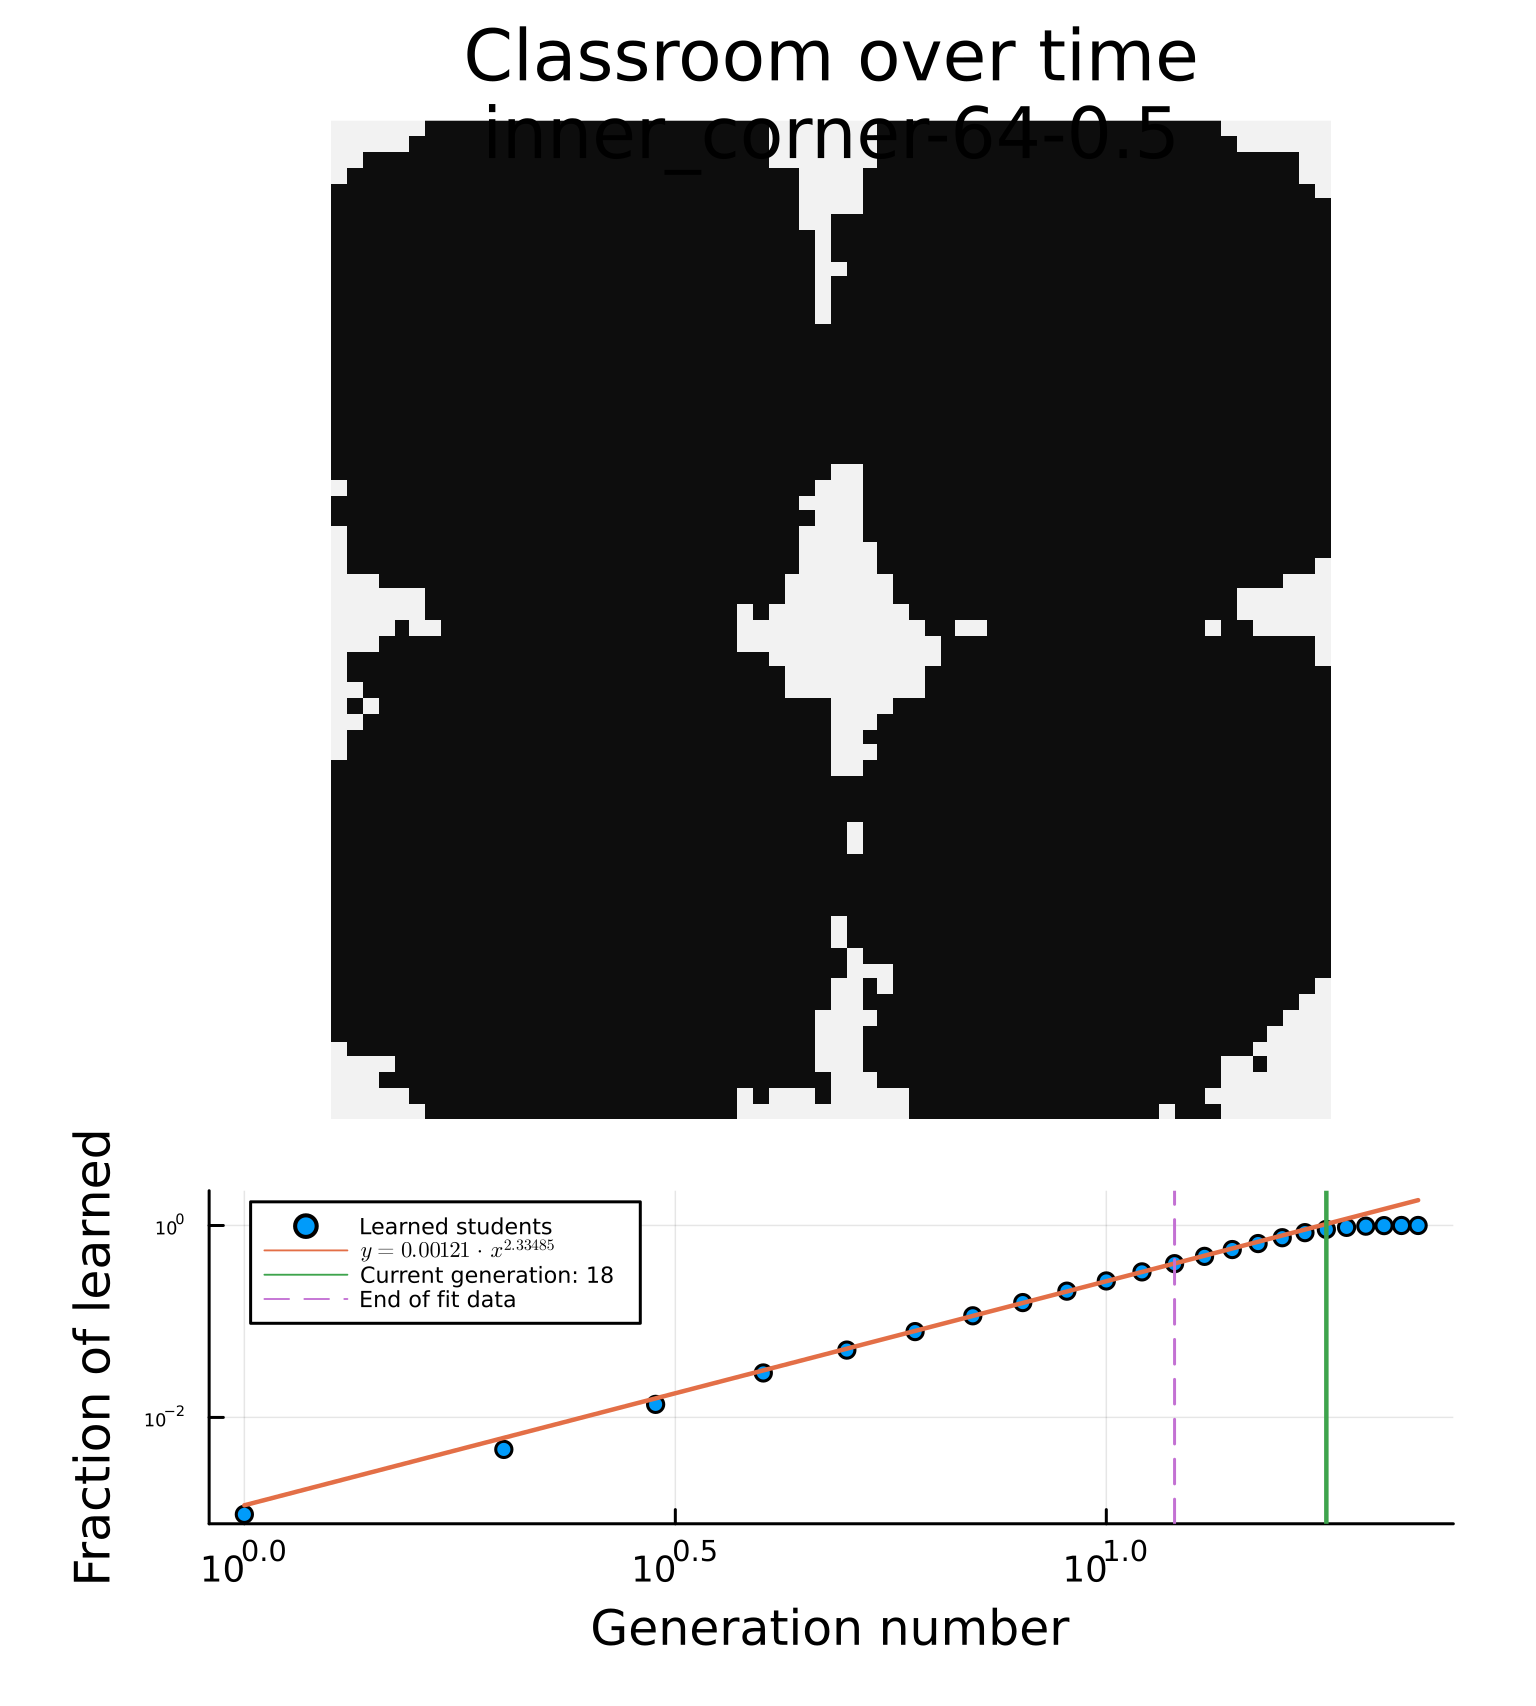 Classroom over time
inner_corner-64-0.5
Fraction of learned
10^0
10^−2
Learned students
y = 0.00121 · x^2.33485
Current generation: 18
End of fit data
10^0.0
10^0.5
10^1.0
Generation number